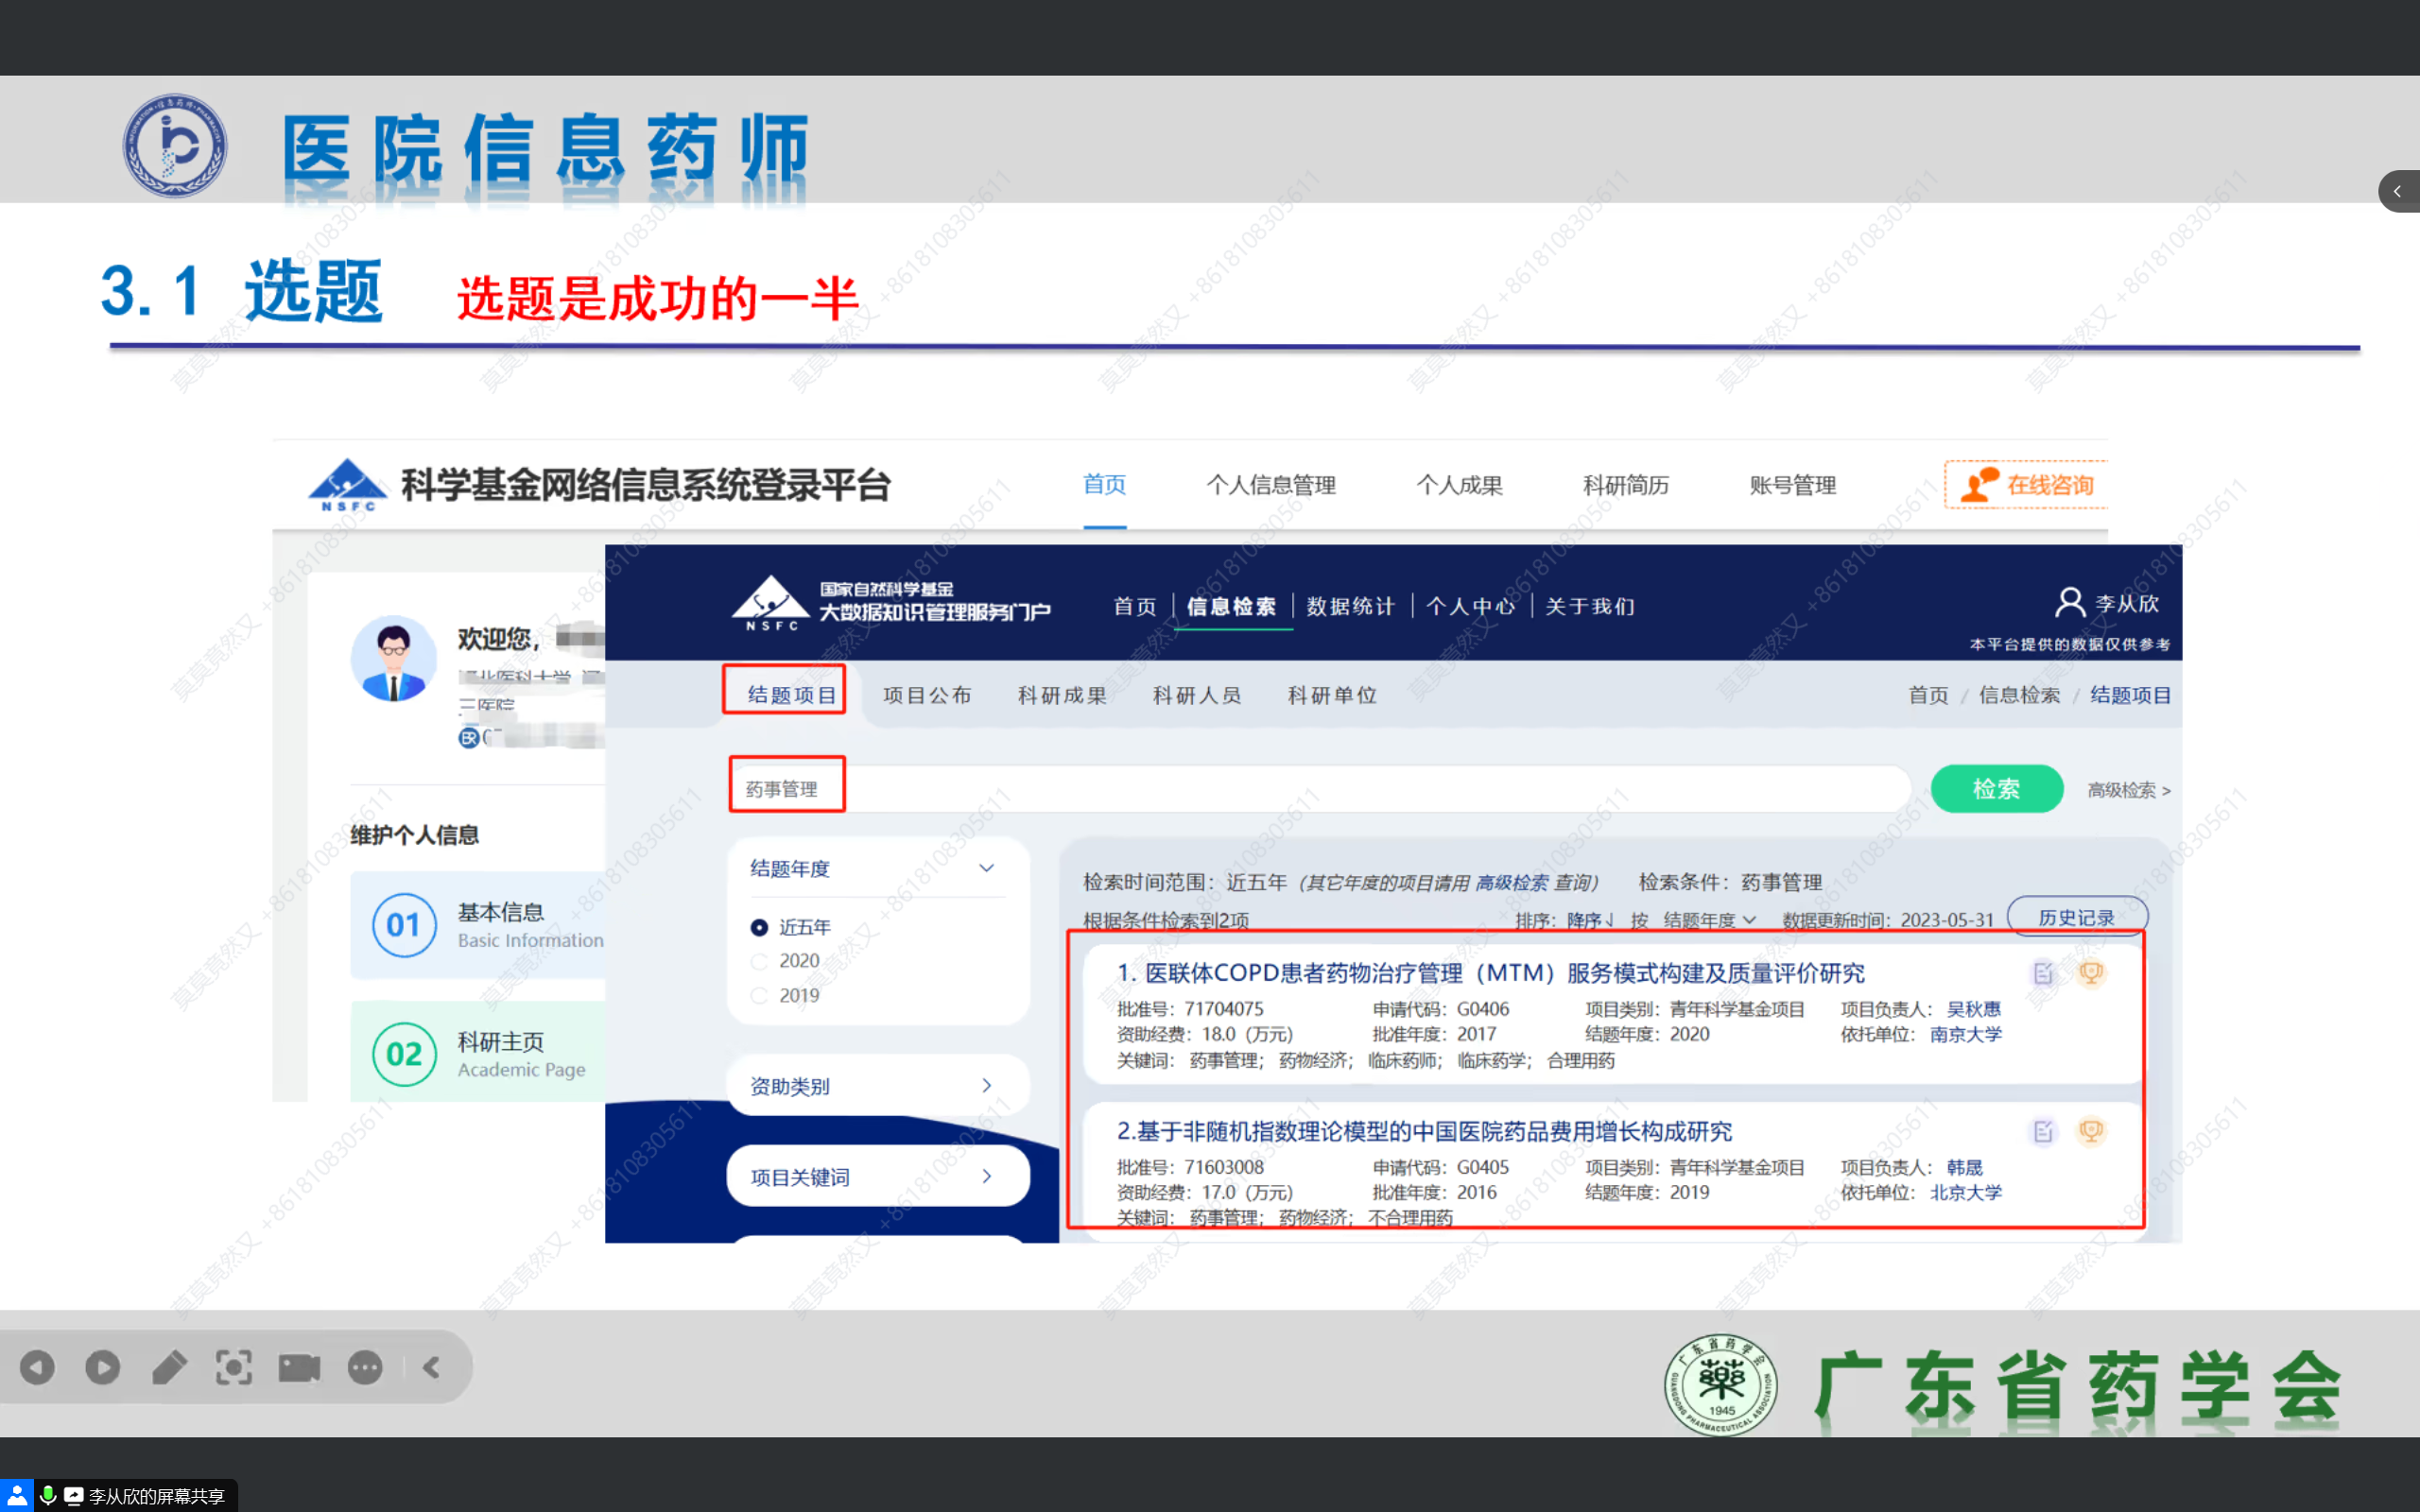 医院信息药师
3.1 选题 选题是成功的一半
NSFC 科学基金网络信息系统登录平台 首页 个人信息管理 个人成果 科研简历 账号管理 在线咨询
欢迎您，
三医院
维护个人信息
01 基本信息
Basic Information
02 科研主页
Academic Page
NSFC 国家自然科学基金
大数据知识管理服务门户
首页 信息检索 数据统计 个人中心 关于我们
李从欣
本平台提供的数据仅供参考
结题项目 项目公布 科研成果 科研人员 科研单位 首页 / 信息检索 / 结题项目
药事管理 检索 高级检索 >
结题年度
近五年
2020
2019
资助类别
项目关键词
检索时间范围：近五年（其它年度的项目请用 高级检索 查询） 检索条件：药事管理
根据条件检索到2项 排序：降序 按 结题年度 数据更新时间：2023-05-31 历史记录
1. 医联体COPD患者药物治疗管理（MTM）服务模式构建及质量评价研究
批准号：71704075 申请代码：G0406 项目类别：青年科学基金项目 项目负责人：吴秋惠
资助经费：18.0（万元） 批准年度：2017 结题年度：2020 依托单位：南京大学
关键词：药事管理；药物经济；临床药师；临床药学；合理用药
2.基于非随机指数理论模型的中国医院药品费用增长构成研究
批准号：71603008 申请代码：G0405 项目类别：青年科学基金项目 项目负责人：韩晟
资助经费：17.0（万元） 批准年度：2016 结题年度：2019 依托单位：北京大学
关键词：药事管理；药物经济；不合理用药
广东省药学会
GUANGDONG PHARMACEUTICAL ASSOCIATION
藥
1945
广东省药学会
李从欣的屏幕共享
莫莫竟然又 +8618108305611